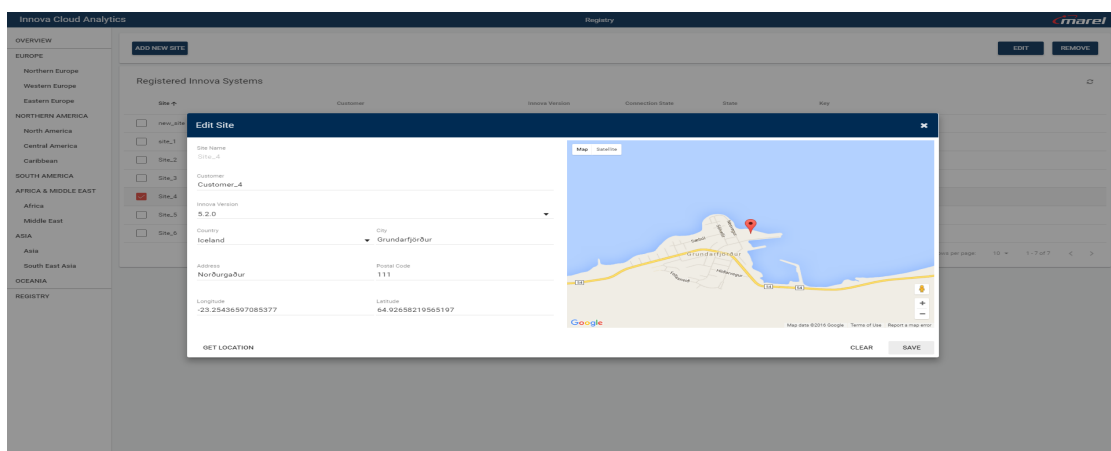 Innova Cloud Analytics
Registry
marel
OVERVIEW
EUROPE
Northern Europe
Western Europe
Eastern Europe
NORTHERN AMERICA
North America
Central America
Caribbean
SOUTH AMERICA
AFRICA & MIDDLE EAST
Africa
Middle East
ASIA
Asia
South East Asia
OCEANIA
REGISTRY
ADD NEW SITE
EDIT
REMOVE
Registered Innova Systems
Site
Customer
Innova Version
Connection State
State
Key
new_site
site_1
Site_2
Site_3
Site_4
Site_5
Site_6
per page:
10
1-7 of 7
Edit Site
Site Name
Site_4
Customer
Customer_4
Innova Version
5.2.0
Country
City
Iceland
Grundarfjörður
Address
Postal Code
Norðurgaður
111
Longitude
Latitude
-23.25436597085377
64.92658219565197
GET LOCATION
CLEAR
SAVE
Map
Satellite
Grundarfjörður
54
54
54
Google
Map data ©2016 Google
Terms of Use
Report a map error